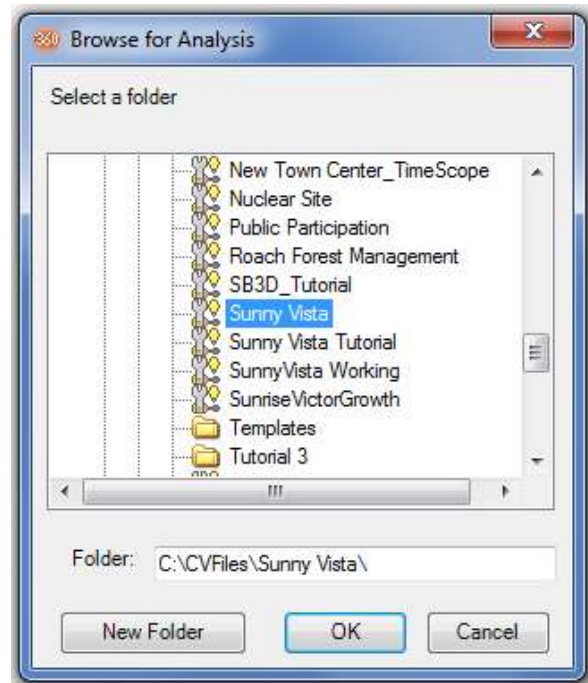 360 Browse for Analysis
Select a folder
New Town Center_TimeScope
Nuclear Site
Public Participation
Roach Forest Management
SB3D_Tutorial
Sunny Vista
Sunny Vista Tutorial
SunnyVista Working
SunriseVictorGrowth
Templates
Tutorial 3
Folder: C:\CVFiles\Sunny Vista\
New Folder OK Cancel